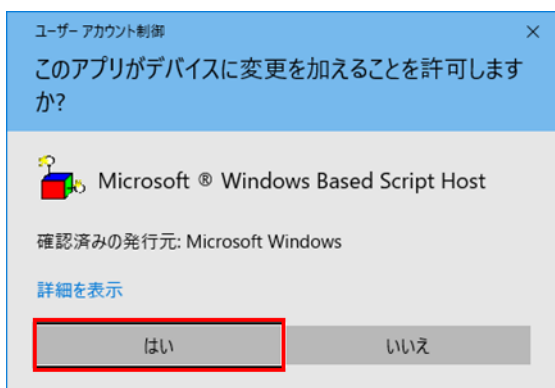 ユーザー アカウント制御
このアプリがデバイスに変更を加えることを許可します
か?
Microsoft ® Windows Based Script Host
確認済みの発行元: Microsoft Windows
詳細を表示
はい
いいえ